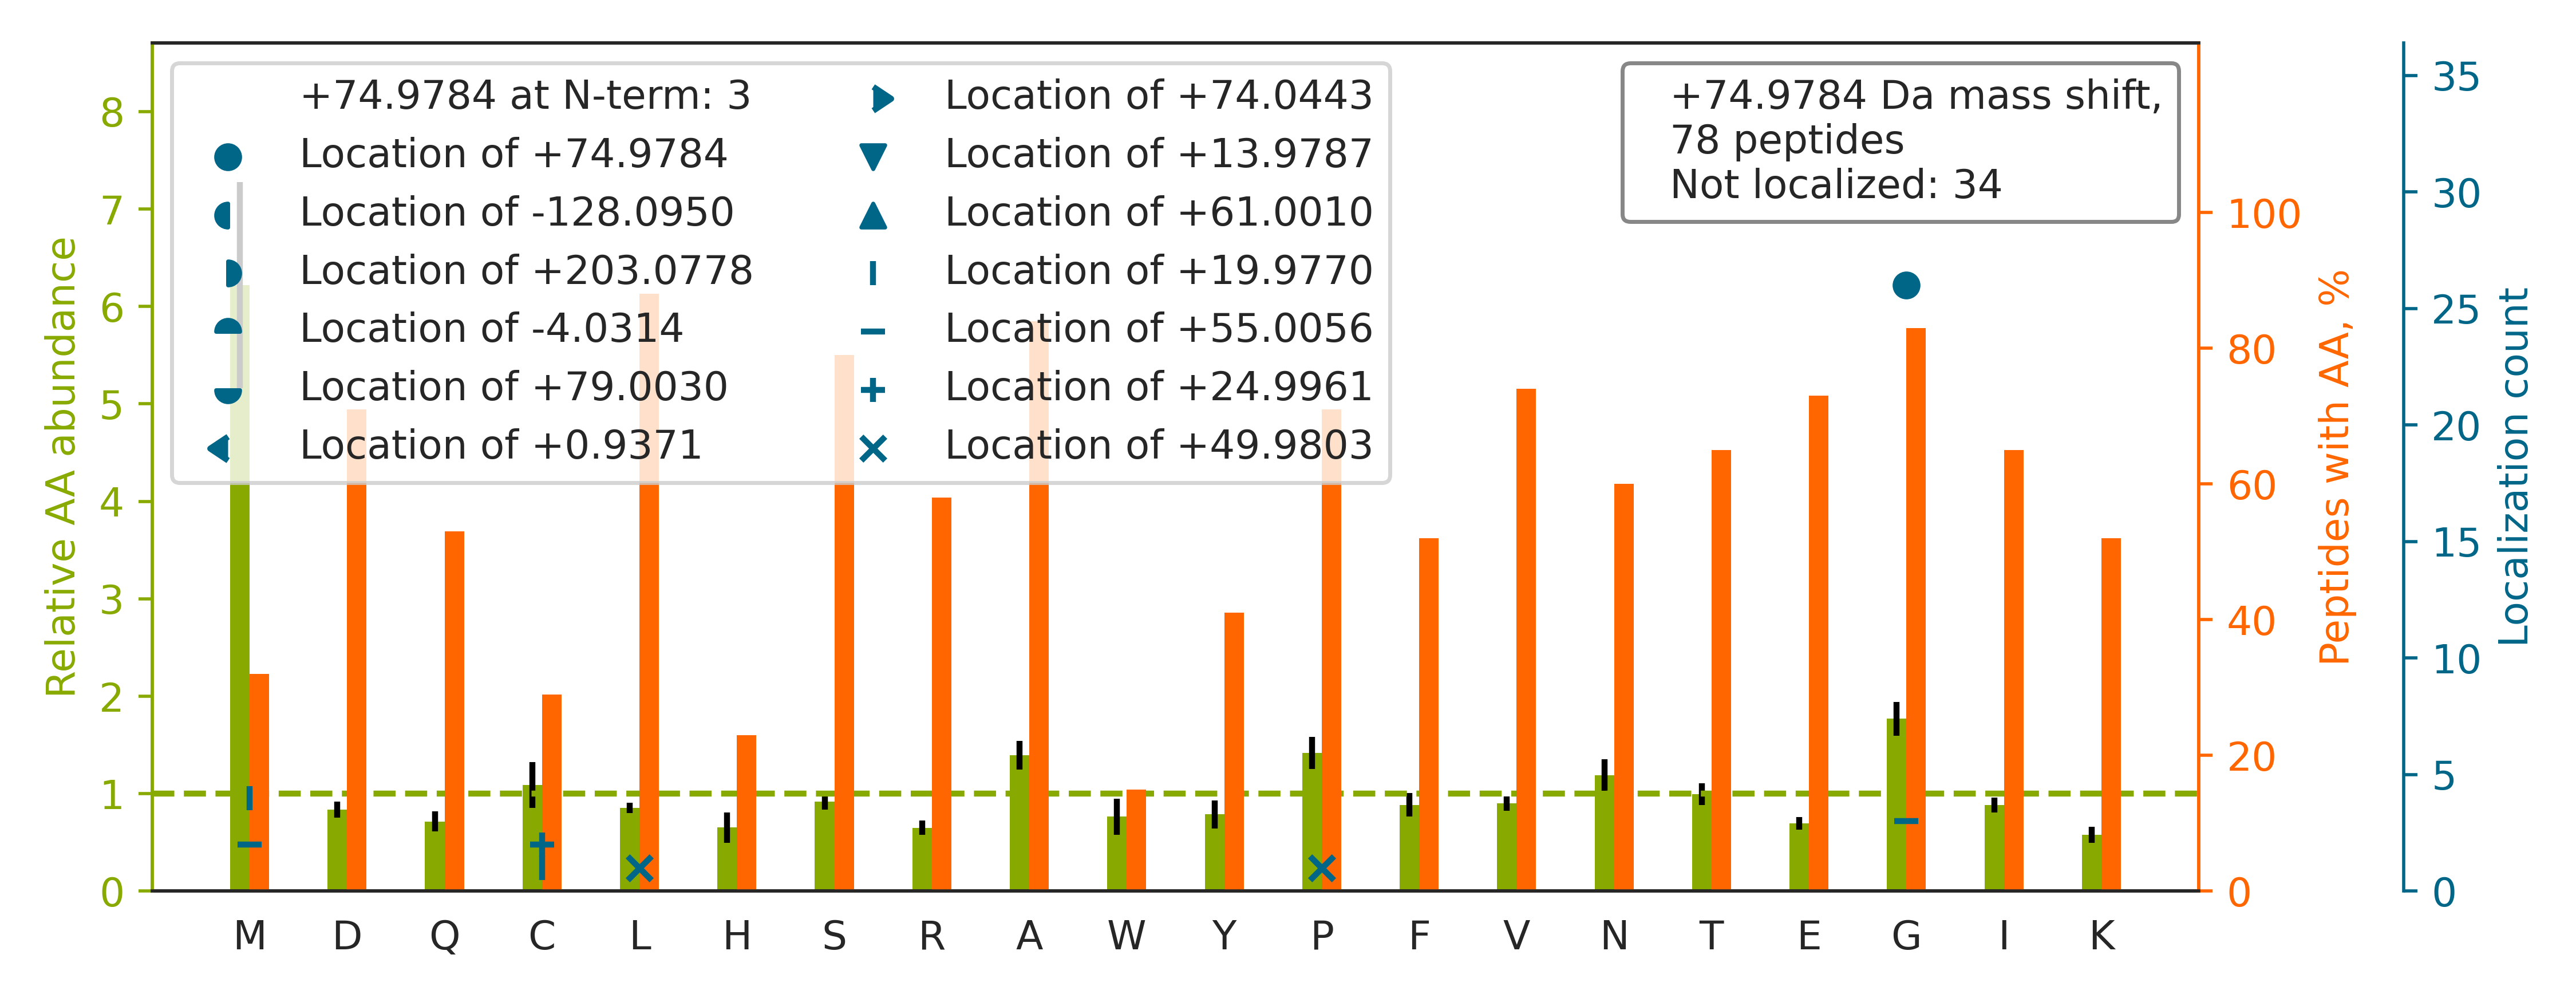 +74.9784 at N-term: 3
Location of +74.9784
Location of -128.0950
Location of +203.0778
Location of -4.0314
Location of +79.0030
Location of +0.9371
Location of +74.0443
Location of +13.9787
Location of +61.0010
Location of +19.9770
Location of +55.0056
Location of +24.9961
Location of +49.9803
+74.9784 Da mass shift,
78 peptides
Not localized: 34
Relative AA abundance
8
7
6
5
4
3
2
1
0
M D Q C L H S R A W Y P F V N T E G I K
100
80
60
40
20
0
Peptides with AA, %
35
30
25
20
15
10
5
0
Localization count